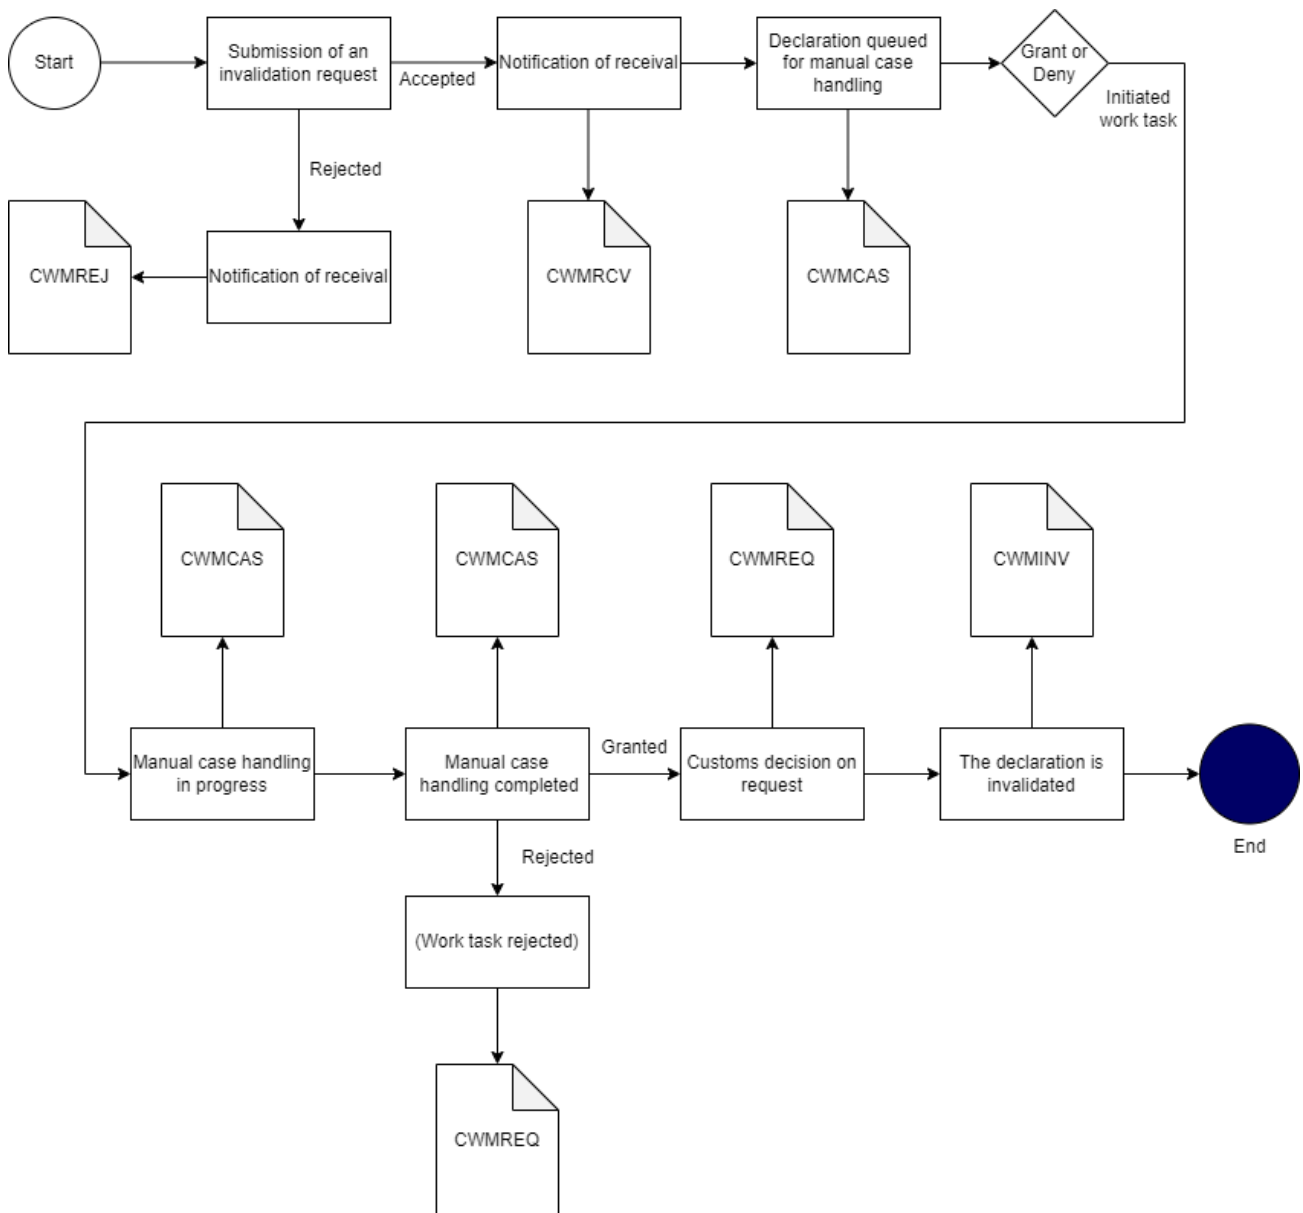 Start
Submission of an
invalidation request
Accepted
Notification of receival
Declaration queued
for manual case
handling
Grant or
Deny
Initiated
work task
Rejected
CWMREJ
Notification of receival
CWMRCV
CWMCAS
CWMCAS
CWMCAS
CWMREQ
CWMINV
Manual case handling
in progress
Manual case
handling completed
Granted
Customs decision on
request
The declaration is
invalidated
End
Rejected
(Work task rejected)
CWMREQ